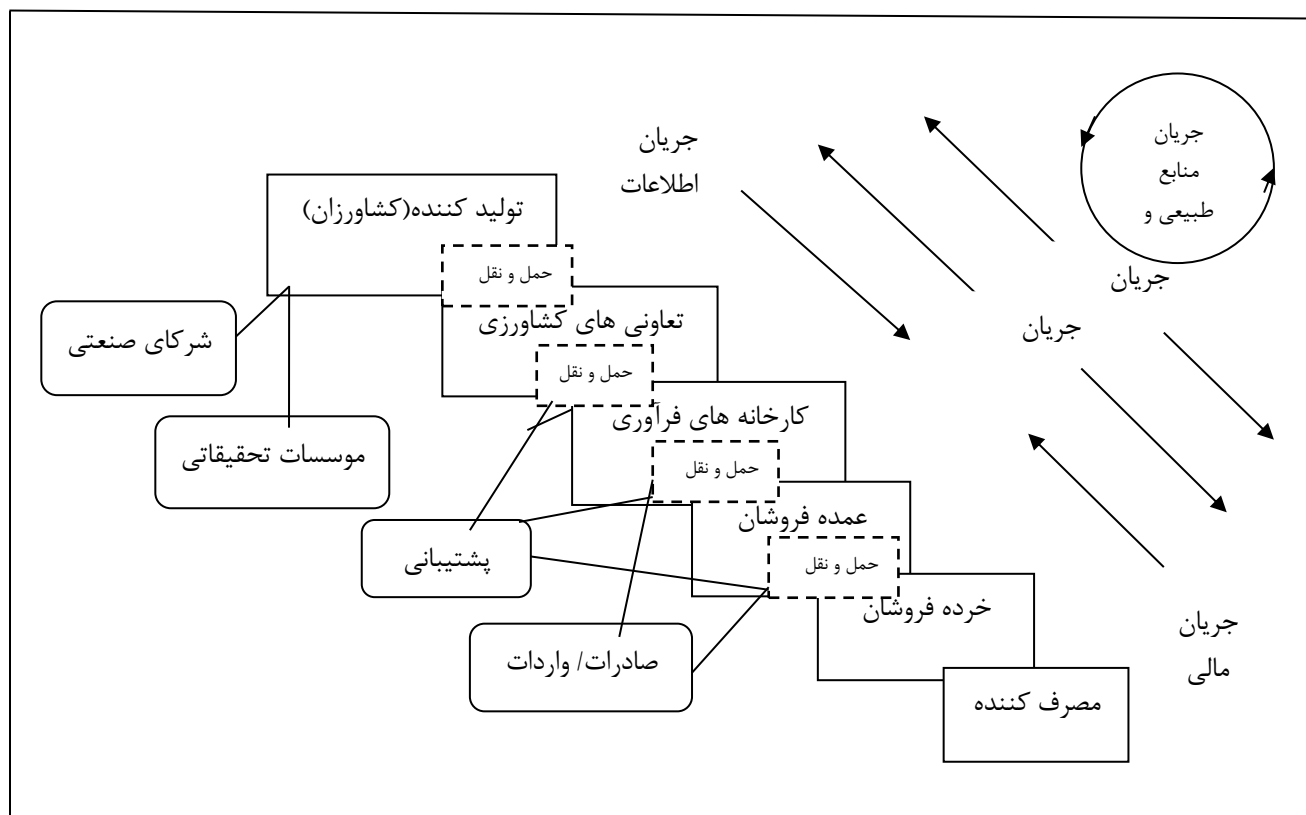 جریان
منابع
طبیعی و
جریان
اطلاعات
تولید کننده(کشاورزان)
حمل و نقل
جریان
شرکای صنعتی
تعاونی های کشاورزی
جریان
حمل و نقل
کارخانه های فرآوری
موسسات تحقیقاتی
حمل و نقل
عمده فروشان
پشتیبانی
حمل و نقل
خرده فروشان
جریان
مالی
صادرات/ واردات
مصرف کننده